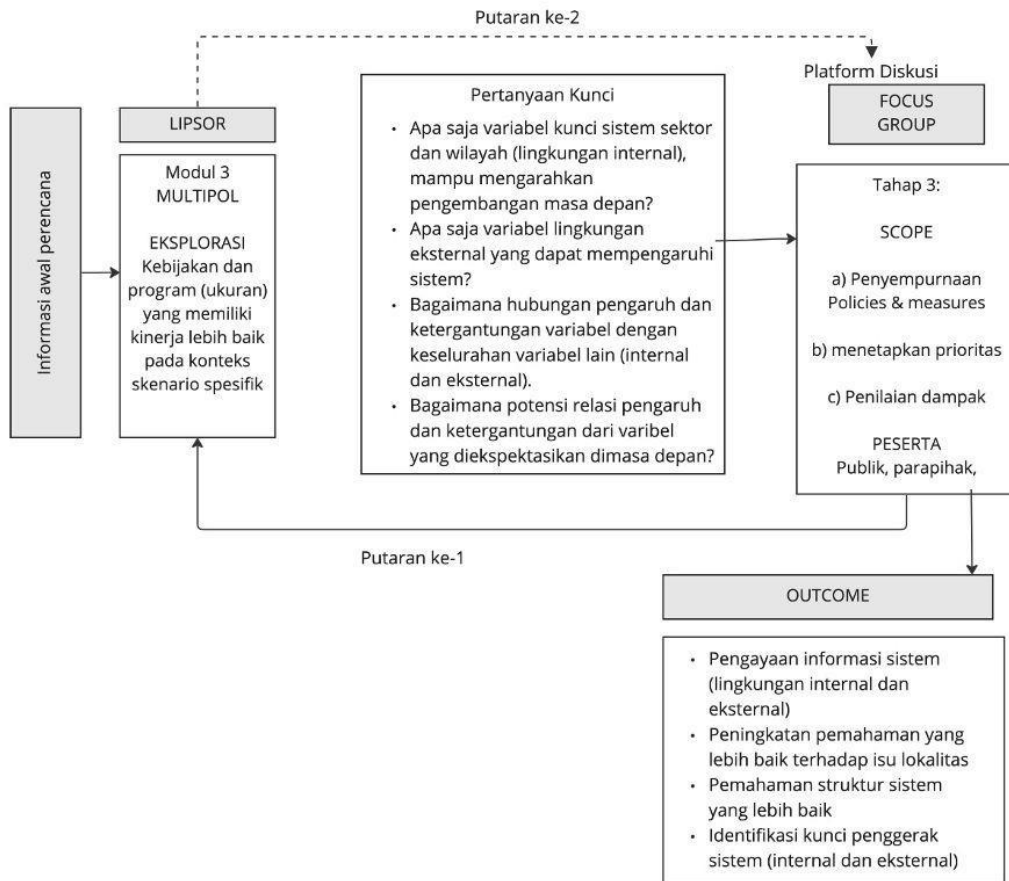 Putaran ke-2
Informasi awal perencana
LIPSOR
Modul 3
MULTIPOL
EKSPLORASI
Kebijakan dan
program (ukuran)
yang memiliki
kinerja lebih baik
pada konteks
skenario spesifik
Pertanyaan Kunci
• Apa saja variabel kunci sistem sektor
dan wilayah (lingkungan internal),
mampu mengarahkan
pengembangan masa depan?
• Apa saja variabel lingkungan
eksternal yang dapat mempengaruhi
sistem?
• Bagaimana hubungan pengaruh dan
ketergantungan variabel dengan
keselurahan variabel lain (internal
dan eksternal).
• Bagaimana potensi relasi pengaruh
dan ketergantungan dari varibel
yang diekspektasikan dimasa depan?
Platform Diskusi
FOCUS
GROUP
Tahap 3:
SCOPE
a) Penyempurnaan
Policies & measures
b) menetapkan prioritas
c) Penilaian dampak
PESERTA
Publik, parapihak,
Putaran ke-1
OUTCOME
• Pengayaan informasi sistem
(lingkungan internal dan
eksternal)
• Peningkatan pemahaman yang
lebih baik terhadap isu lokalitas
• Pemahaman struktur sistem
yang lebih baik
• Identifikasi kunci penggerak
sistem (internal dan eksternal)